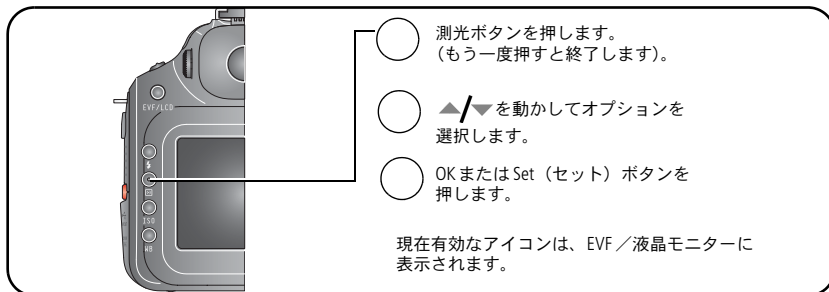 EVF/LCD
ISO
WB
測光ボタンを押します。
(もう一度押すと終了します)。
▲/▼を動かしてオプションを
選択します。
OKまたはSet（セット）ボタンを
押します。
現在有効なアイコンは、EVF／液晶モニターに
表示されます。